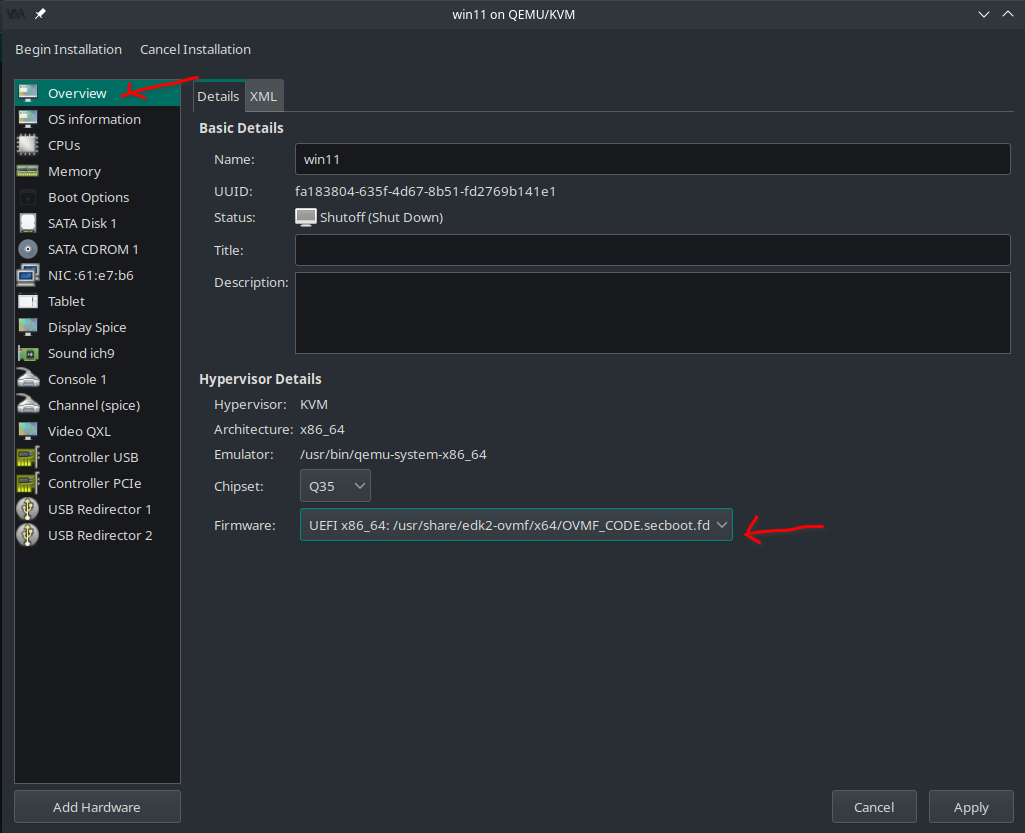 win11 on QEMU/KVM
Begin Installation Cancel Installation
Overview
OS information
CPUs
Memory
Boot Options
SATA Disk 1
SATA CDROM 1
NIC :61:e7:b6
Tablet
Display Spice
Sound ich9
Console 1
Channel (spice)
Video QXL
Controller USB
Controller PCIe
USB Redirector 1
USB Redirector 2
Add Hardware
Details XML
Basic Details
Name: win11
UUID: fa183804-635f-4d67-8b51-fd2769b141e1
Status: Shutoff (Shut Down)
Title:
Description:
Hypervisor Details
Hypervisor: KVM
Architecture: x86_64
Emulator: /usr/bin/qemu-system-x86_64
Chipset: Q35
Firmware: UEFI x86_64: /usr/share/edk2-ovmf/x64/OVMF_CODE.secboot.fd
Cancel Apply